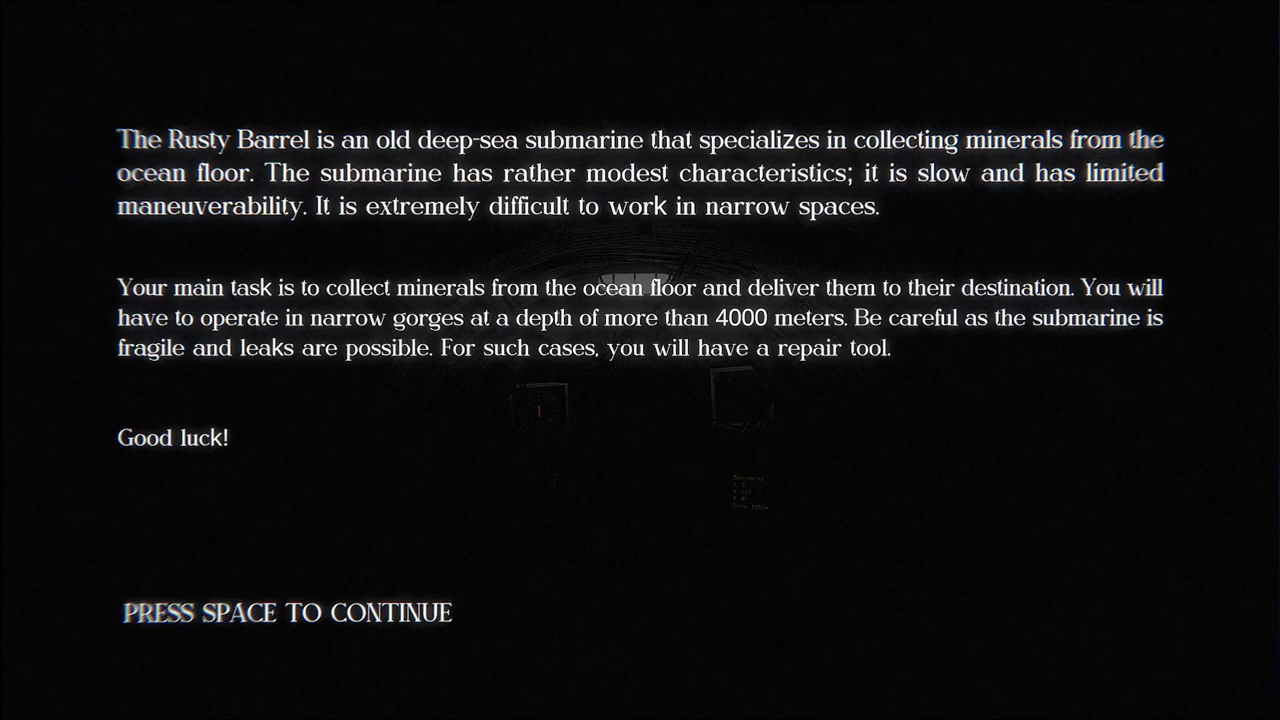 The Rusty Barrel is an old deep-sea submarine that specializes in collecting minerals from the
ocean floor. The submarine has rather modest characteristics; it is slow and has limited
maneuverability. It is extremely difficult to work in narrow spaces.
Your main task is to collect minerals from the ocean floor and deliver them to their destination. You will
have to operate in narrow gorges at a depth of more than 4000 meters. Be careful as the submarine is
fragile and leaks are possible. For such cases, you will have a repair tool.
Good luck!
PRESS SPACE TO CONTINUE